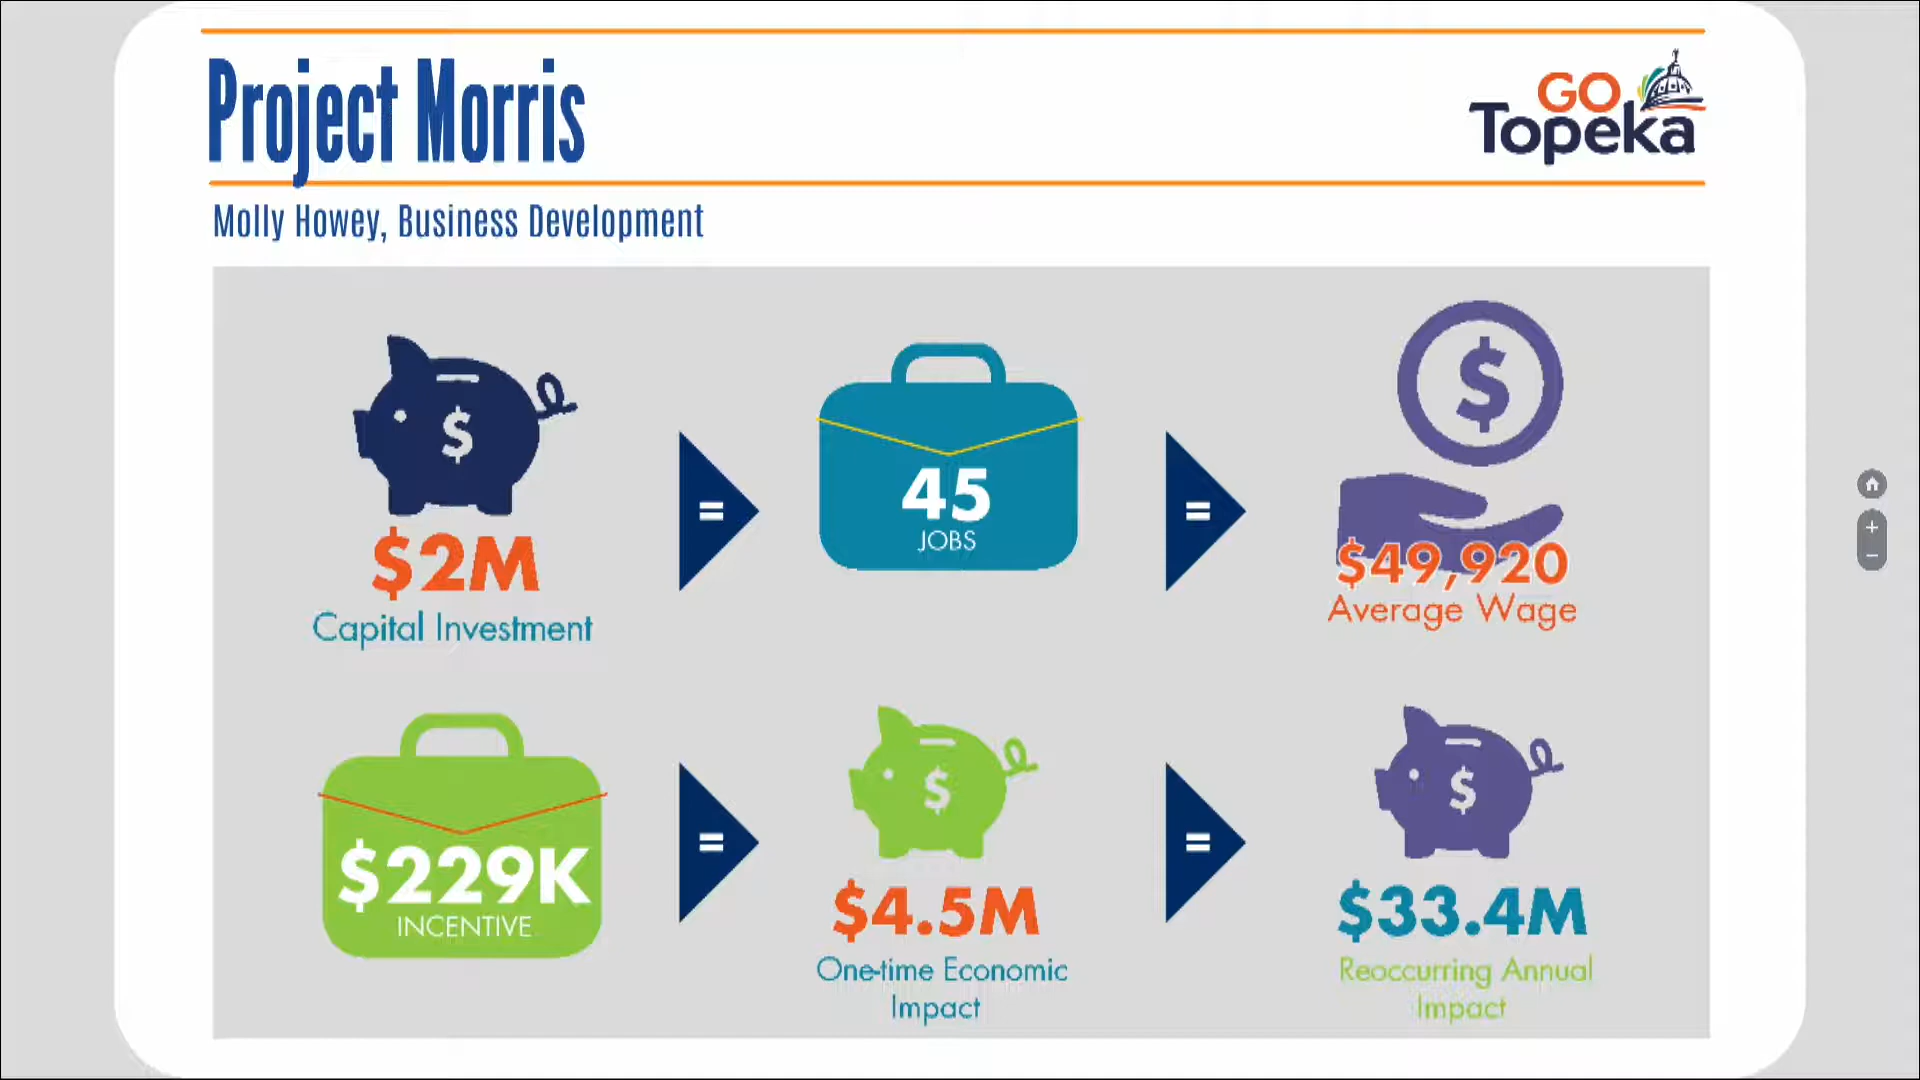 Project Morris
GO
Topeka
Molly Howey, Business Development
$
$
=
45
JOBS
=
$2M
Capital Investment
$49,920
Average Wage
$
$
=
=
$229K
INCENTIVE
$4.5M
One-time Economic
Impact
$33.4M
Reoccurring Annual
Impact